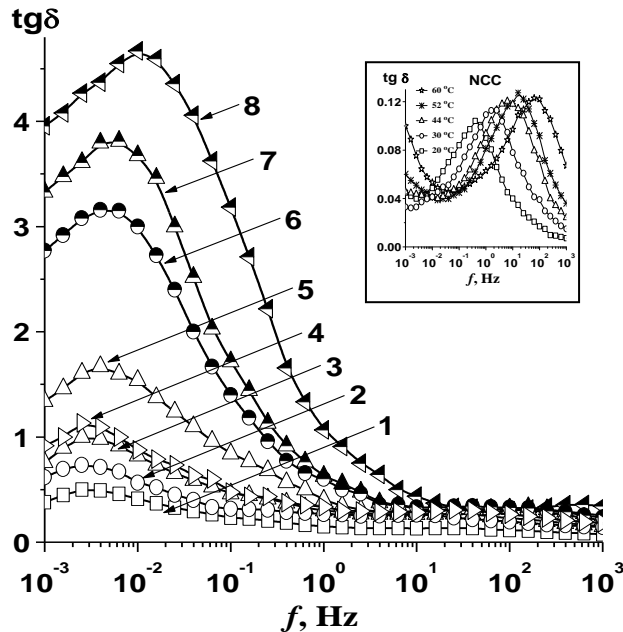 tgδ
4
3
2
1
0
8
7
6
5
4
3
2
1
10⁻³ 10⁻² 10⁻¹ 10⁰ 10¹ 10² 10³
f, Hz
tg δ NCC
0.12
0.08
0.04
0.00
60 °C
52 °C
44 °C
30 °C
20 °C
10⁻³ 10⁻² 10⁻¹ 10⁰ 10¹ 10² 10³
f, Hz